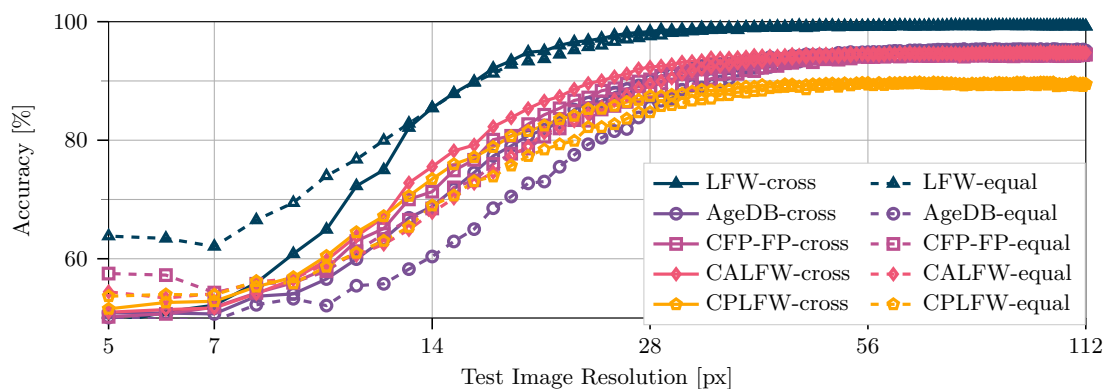 100
80
60
Accuracy [%]
LFW-cross LFW-equal
AgeDB-cross AgeDB-equal
CFP-FP-cross CFP-FP-equal
CALFW-cross CALFW-equal
CPLFW-cross CPLFW-equal
5 7 14 28 56 112
Test Image Resolution [px]